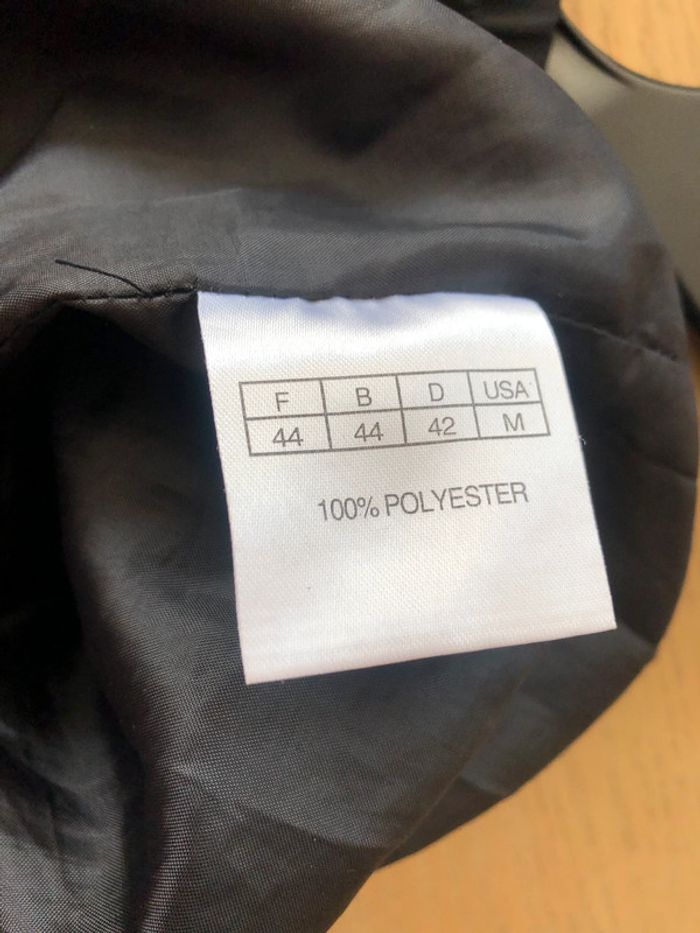 F B D USA
44 44 42 M
100% POLYESTER